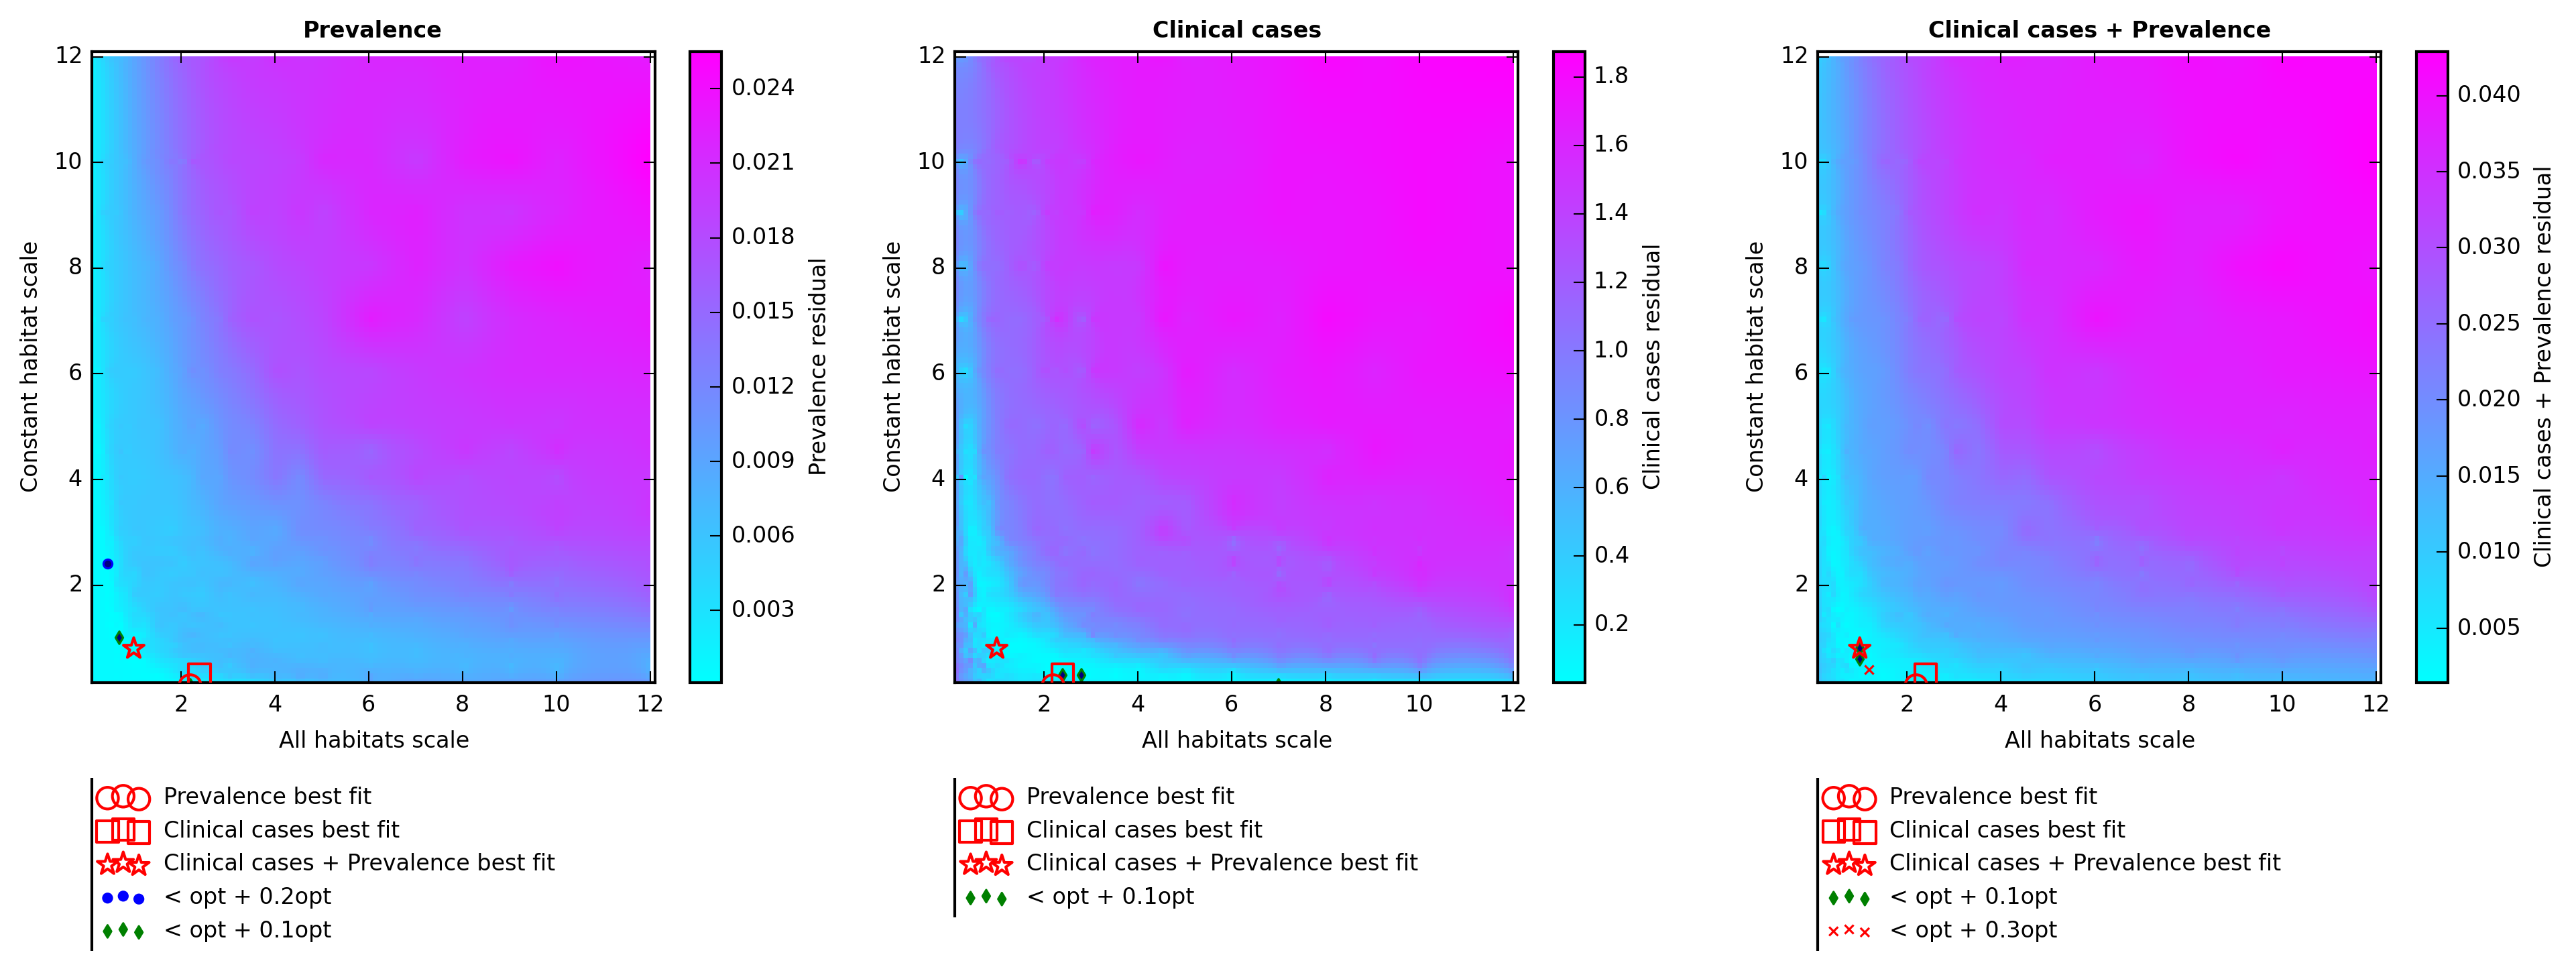 Prevalence
12
10
8
6
4
2
Constant habitat scale
2 4 6 8 10 12
All habitats scale
0.024
0.021
0.018
0.015
0.012
0.009
0.006
0.003
Prevalence residual
Prevalence best fit
Clinical cases best fit
Clinical cases + Prevalence best fit
< opt + 0.2opt
< opt + 0.1opt
Clinical cases
12
10
8
6
4
2
Constant habitat scale
2 4 6 8 10 12
All habitats scale
1.8
1.6
1.4
1.2
1.0
0.8
0.6
0.4
0.2
Clinical cases residual
Prevalence best fit
Clinical cases best fit
Clinical cases + Prevalence best fit
< opt + 0.1opt
Clinical cases + Prevalence
12
10
8
6
4
2
Constant habitat scale
2 4 6 8 10 12
All habitats scale
0.040
0.035
0.030
0.025
0.020
0.015
0.010
0.005
Clinical cases + Prevalence residual
Prevalence best fit
Clinical cases best fit
Clinical cases + Prevalence best fit
< opt + 0.1opt
< opt + 0.3opt